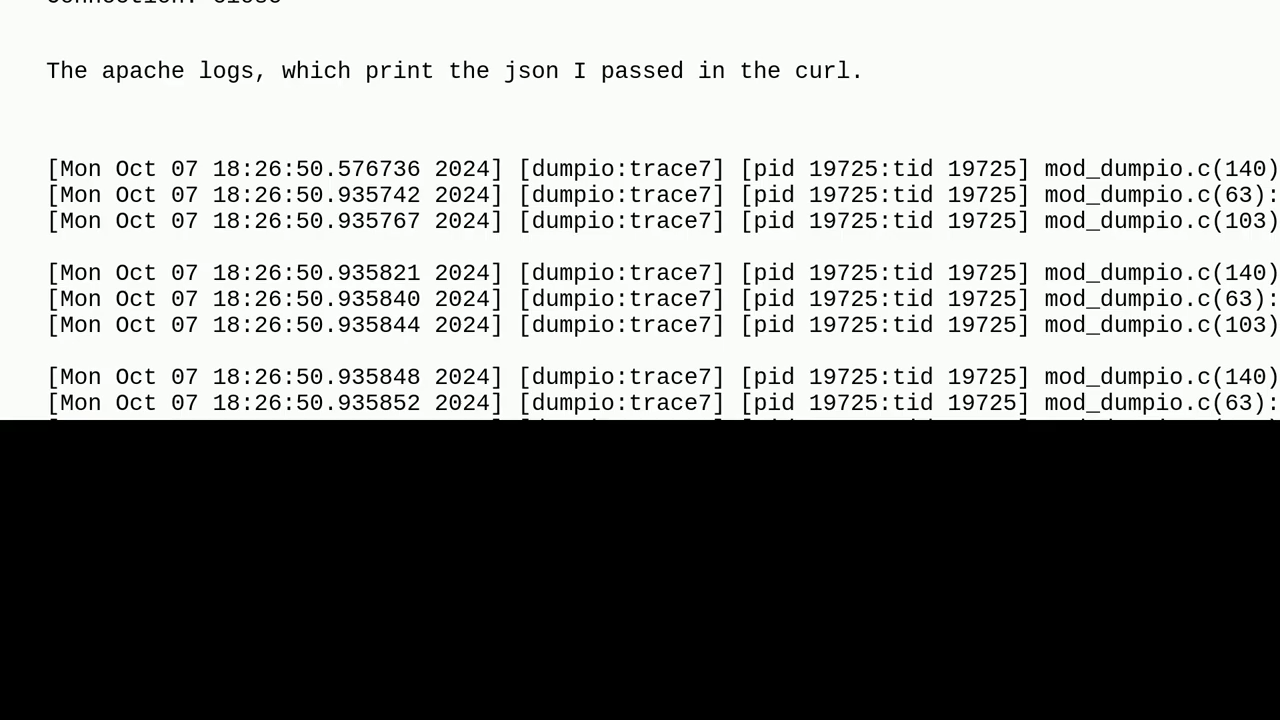 Connection: close
The apache logs, which print the json I passed in the curl.
[Mon Oct 07 18:26:50.576736 2024] [dumpio:trace7] [pid 19725:tid 19725] mod_dumpio.c(140)
[Mon Oct 07 18:26:50.935742 2024] [dumpio:trace7] [pid 19725:tid 19725] mod_dumpio.c(63):
[Mon Oct 07 18:26:50.935767 2024] [dumpio:trace7] [pid 19725:tid 19725] mod_dumpio.c(103)
[Mon Oct 07 18:26:50.935821 2024] [dumpio:trace7] [pid 19725:tid 19725] mod_dumpio.c(140)
[Mon Oct 07 18:26:50.935840 2024] [dumpio:trace7] [pid 19725:tid 19725] mod_dumpio.c(63):
[Mon Oct 07 18:26:50.935844 2024] [dumpio:trace7] [pid 19725:tid 19725] mod_dumpio.c(103)
[Mon Oct 07 18:26:50.935848 2024] [dumpio:trace7] [pid 19725:tid 19725] mod_dumpio.c(140)
[Mon Oct 07 18:26:50.935852 2024] [dumpio:trace7] [pid 19725:tid 19725] mod_dumpio.c(63):